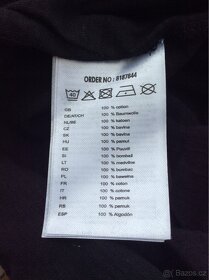 ORDER NO : 8187844
40
GB 100 % cotton
DE/AT/CH 100 % Baumwolle
NL/BE 100 % katoen
CZ 100 % bavlna
SK 100 % bavlna
HU 100 % pamut
EE 100 % puuvill
SI 100 % bombaž
LT 100 % medvilnė
RO 100 % bumbac
PL 100 % bawełna
FR 100 % coton
IT 100 % cotone
HR 100 % pamuk
RS 100 % pamuk
ESP 100 % Algodón
bazos.cz